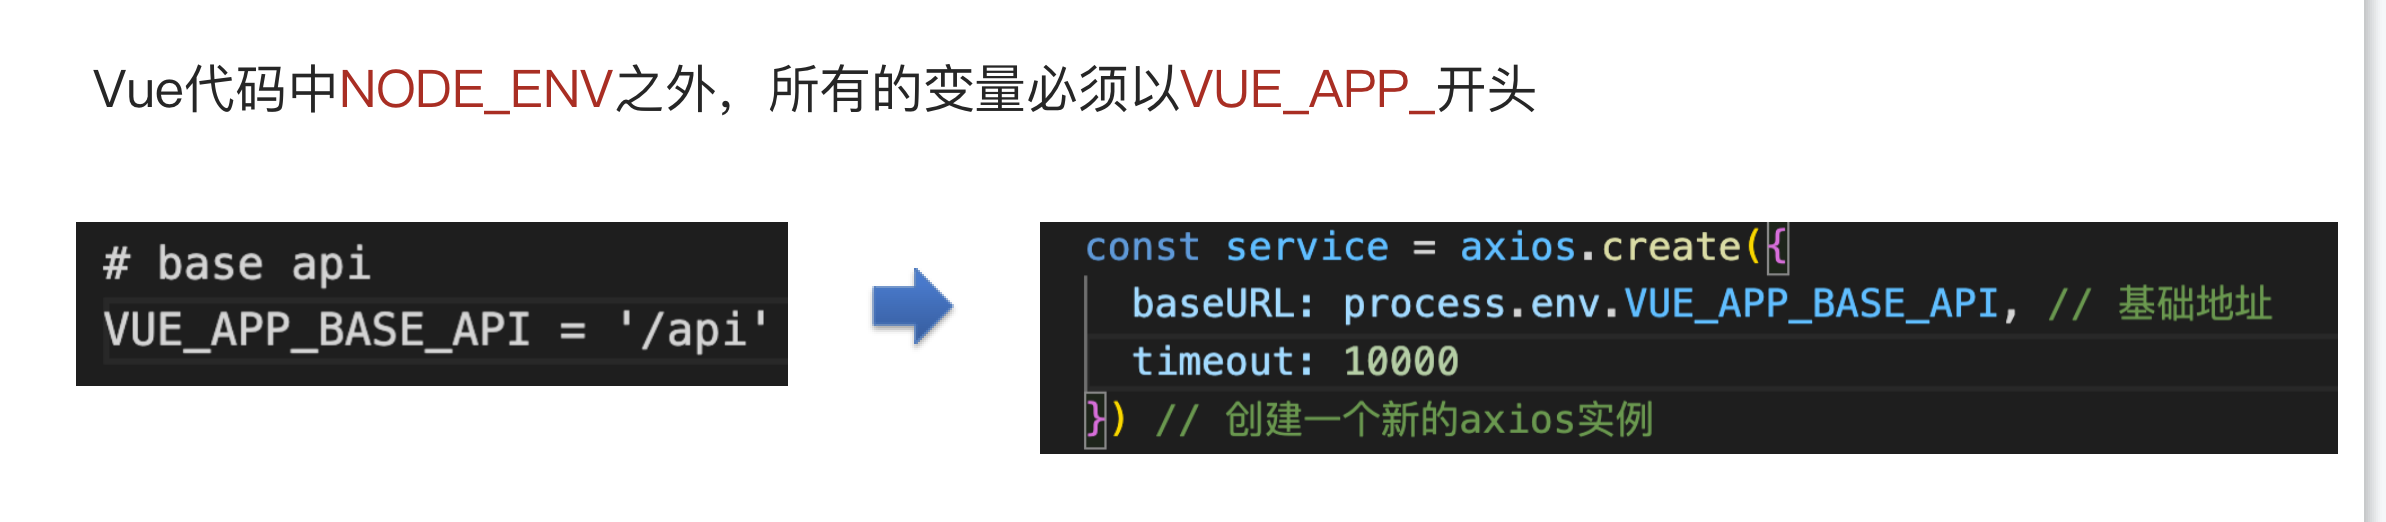 Vue代码中NODE_ENV之外，所有的变量必须以VUE_APP_开头
# base api
VUE_APP_BASE_API = '/api'
const service = axios.create({
baseURL: process.env.VUE_APP_BASE_API, // 基础地址
timeout: 10000
}) // 创建一个新的axios实例